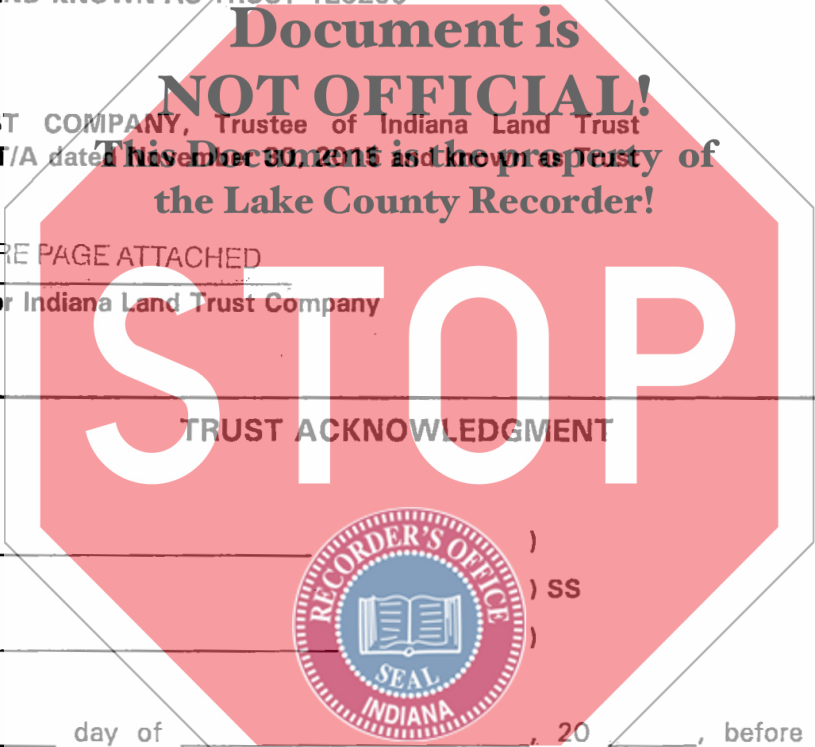 Document is
NOT OFFICIAL!
T COMPANY, Trustee of Indiana Land Trust
T/A dated November 30, 2015 and known as Trust
This Document is the property of
the Lake County Recorder!
RE PAGE ATTACHED
r Indiana Land Trust Company
STOP
TRUST ACKNOWLEDGMENT
)
) SS
)
RECORDER'S OFFICE
SEAL
INDIANA
day of , 20 , before